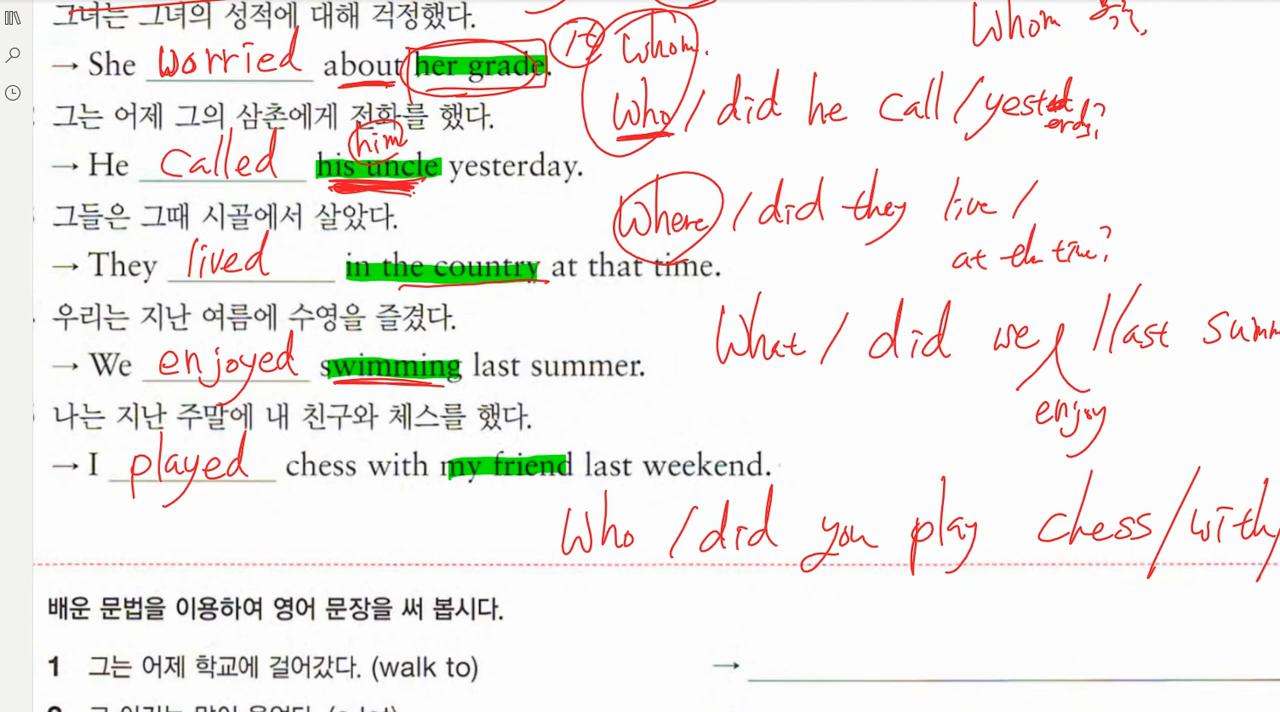 그녀는 그녀의 성적에 대해 걱정했다.
Whom
→ She worried about her grade. It Whom.
Who / did he call / yest
그는 어제 그의 삼촌에게 전화를 했다.
him
→ He called his uncle yesterday.
그들은 그때 시골에서 살았다.
Where / did they live /
at the time?
→ They lived in the country at that time.
우리는 지난 여름에 수영을 즐겼다.
What / did we / last summ
enjoy
→ We enjoyed swimming last summer.
나는 지난 주말에 내 친구와 체스를 했다.
→ I played chess with my friend last weekend.
Who / did you play chess / with
배운 문법을 이용하여 영어 문장을 써 봅시다.
1 그는 어제 학교에 걸어갔다. (walk to) →